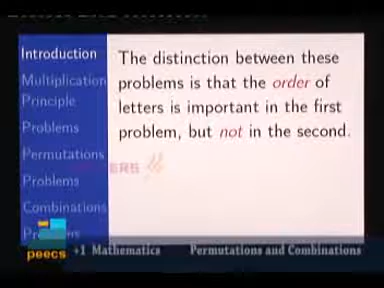 Introduction
Multiplication
Principle
Problems
Permutations
Problems
Combinations
The distinction between these
problems is that the order of
letters is important in the first
problem, but not in the second.
peecs
+1 Mathematics
Permutations and Combinations